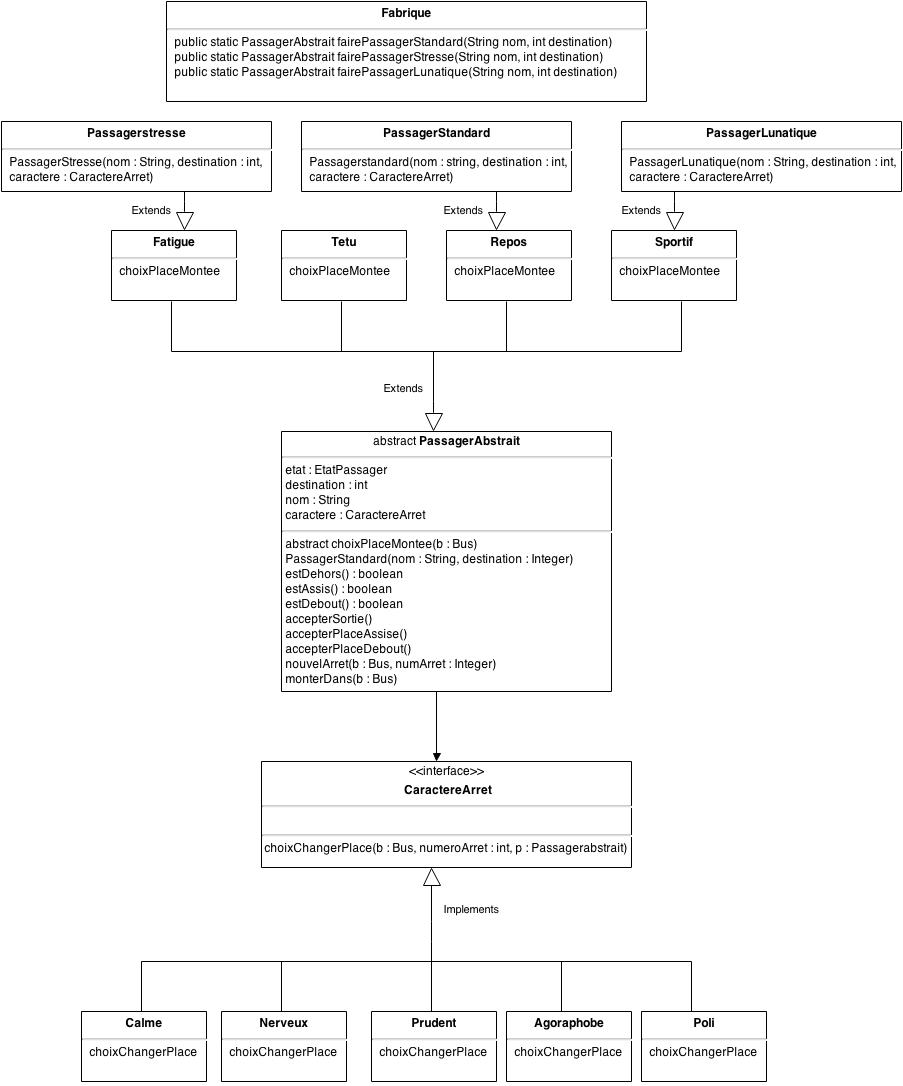 Fabrique
public static PassagerAbstrait fairePassagerStandard(String nom, int destination)
public static PassagerAbstrait fairePassagerStresse(String nom, int destination)
public static PassagerAbstrait fairePassagerLunatique(String nom, int destination)
Passagerstresse
PassagerStresse(nom : String, destination : int,
caractere : CaractereArret)
PassagerStandard
Passagerstandard(nom : string, destination : int,
caractere : CaractereArret)
PassagerLunatique
PassagerLunatique(nom : String, destination : int,
caractere : CaractereArret)
Extends
Extends
Extends
Fatigue
choixPlaceMontee
Tetu
choixPlaceMontee
Repos
choixPlaceMontee
Sportif
choixPlaceMontee
Extends
abstract PassagerAbstrait
etat : EtatPassager
destination : int
nom : String
caractere : CaractereArret
abstract choixPlaceMontee(b : Bus)
PassagerStandard(nom : String, destination : Integer)
estDehors() : boolean
estAssis() : boolean
estDebout() : boolean
accepterSortie()
accepterPlaceAssise()
accepterPlaceDebout()
nouvelArret(b : Bus, numArret : Integer)
monterDans(b : Bus)
<<interface>>
CaractereArret
choixChangerPlace(b : Bus, numeroArret : int, p : Passagerabstrait)
Implements
Calme
choixChangerPlace
Nerveux
choixChangerPlace
Prudent
choixChangerPlace
Agoraphobe
choixChangerPlace
Poli
choixChangerPlace